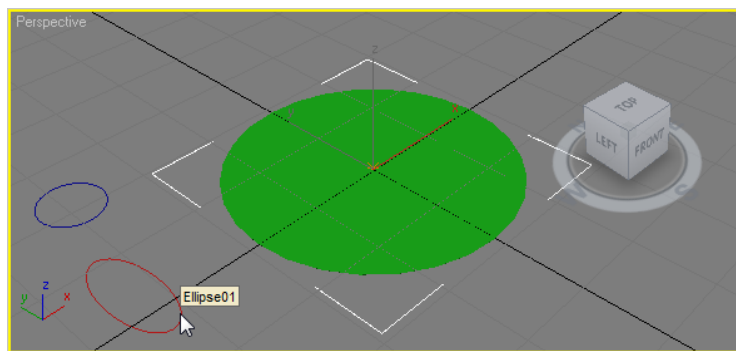 Perspective
z
x
TOP
LEFT
FRONT
Ellipse01
z
y
x
W
S